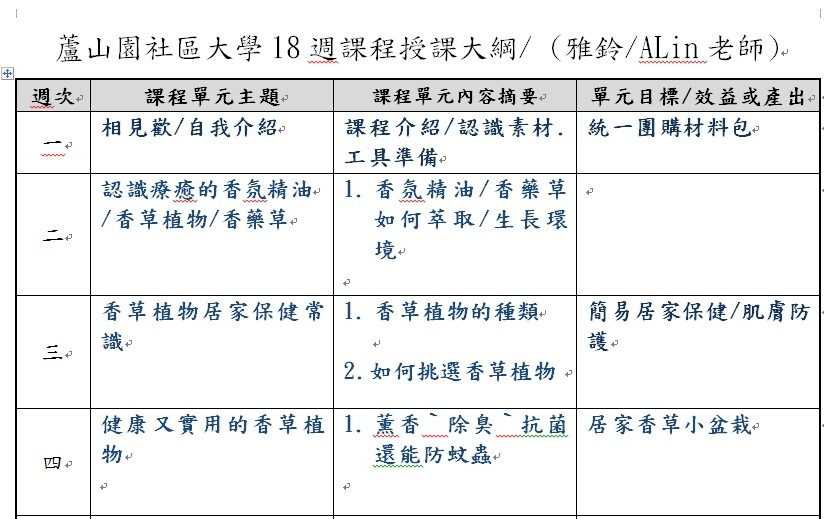 蘆山園社區大學18週課程授課大綱/（雅鈴/ALin老師）
週次 課程單元主題 課程單元內容摘要 單元目標/效益或產出
一
相見歡/自我介紹
課程介紹/認識素材.
工具準備
統一團購材料包
二
認識療癒的香氛精油
/香草植物/香藥草
1. 香氛精油/香藥草
如何萃取/生長環
境
三
香草植物居家保健常
識
1. 香草植物的種類
2. 如何挑選香草植物
簡易居家保健/肌膚防
護
四
健康又實用的香草植
物
1. 薰香ˋ除臭ˋ抗菌
還能防蚊蟲
居家香草小盆栽